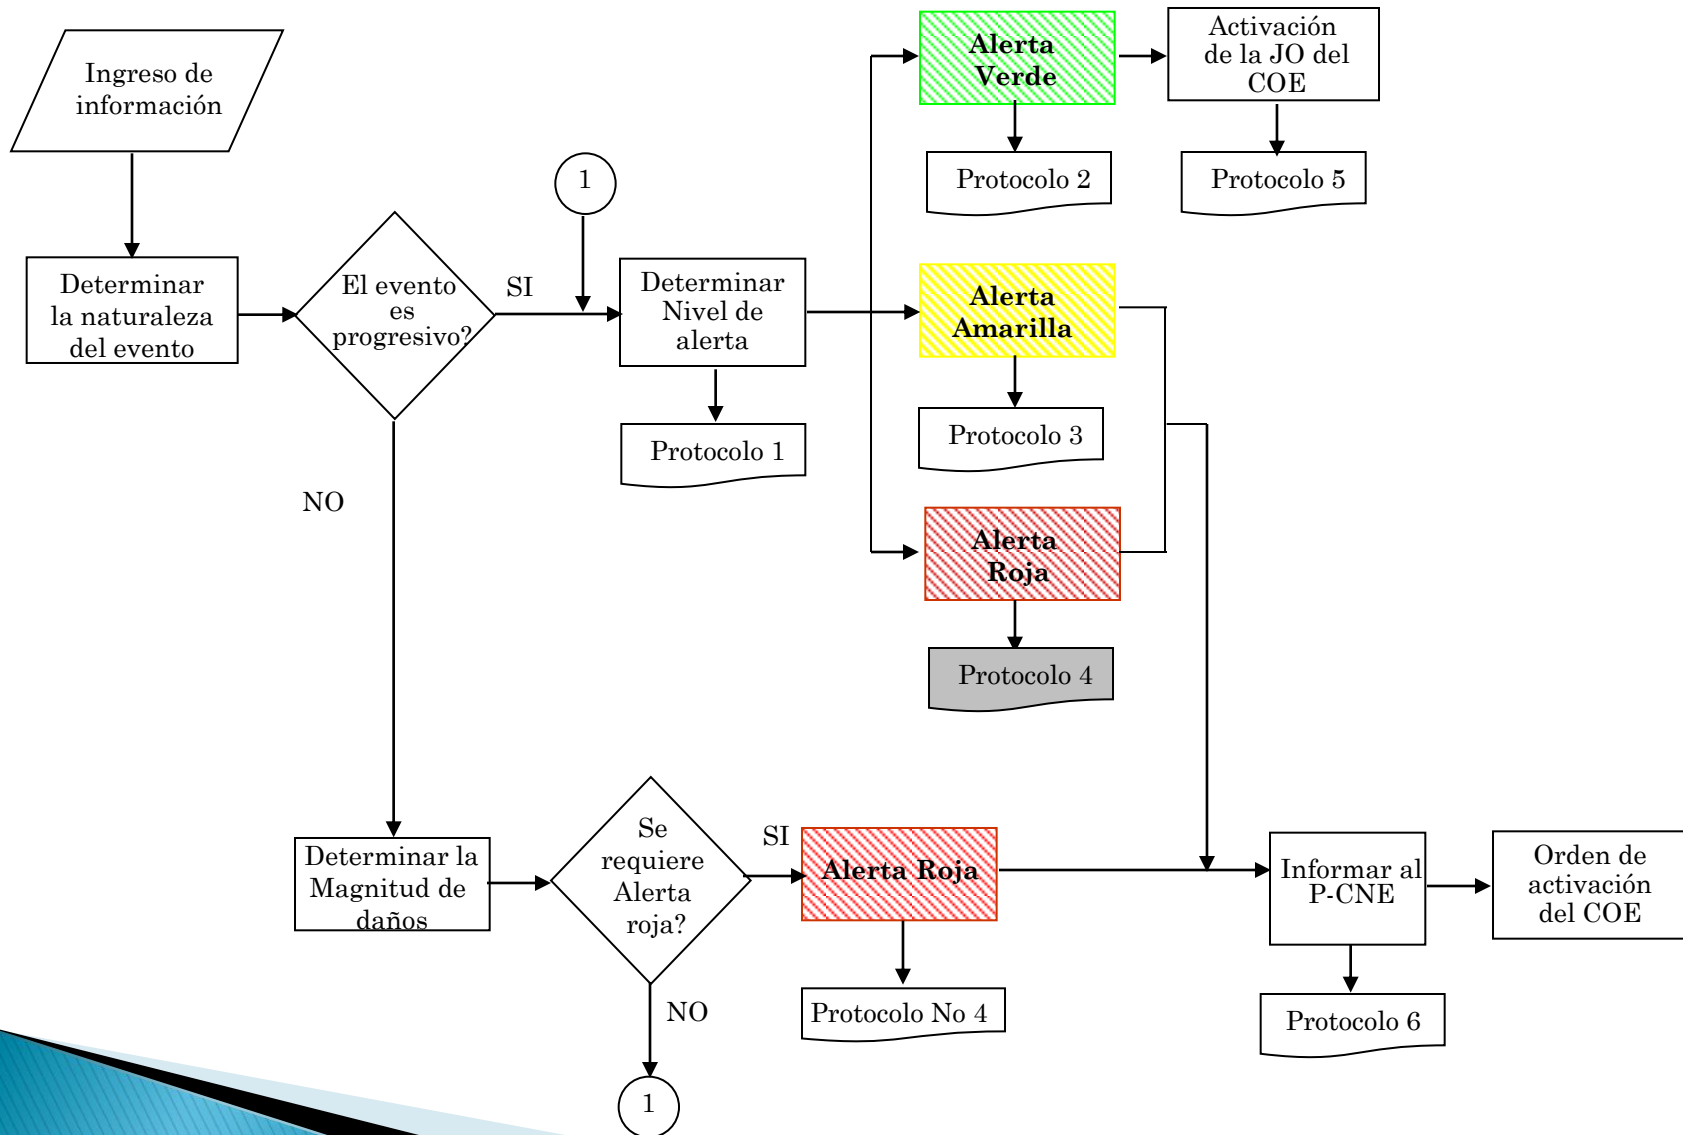 Ingreso de
información
Determinar
la naturaleza
del evento
El evento
es
progresivo?
SI
1
Determinar
Nivel de
alerta
Protocolo 1
Alerta
Verde
Protocolo 2
Activación
de la JO del
COE
Protocolo 5
Alerta
Amarilla
Protocolo 3
Alerta
Roja
Protocolo 4
NO
Determinar la
Magnitud de
daños
Se
requiere
Alerta
roja?
SI
Alerta Roja
Protocolo No 4
NO
1
Informar al
P-CNE
Protocolo 6
Orden de
activación
del COE